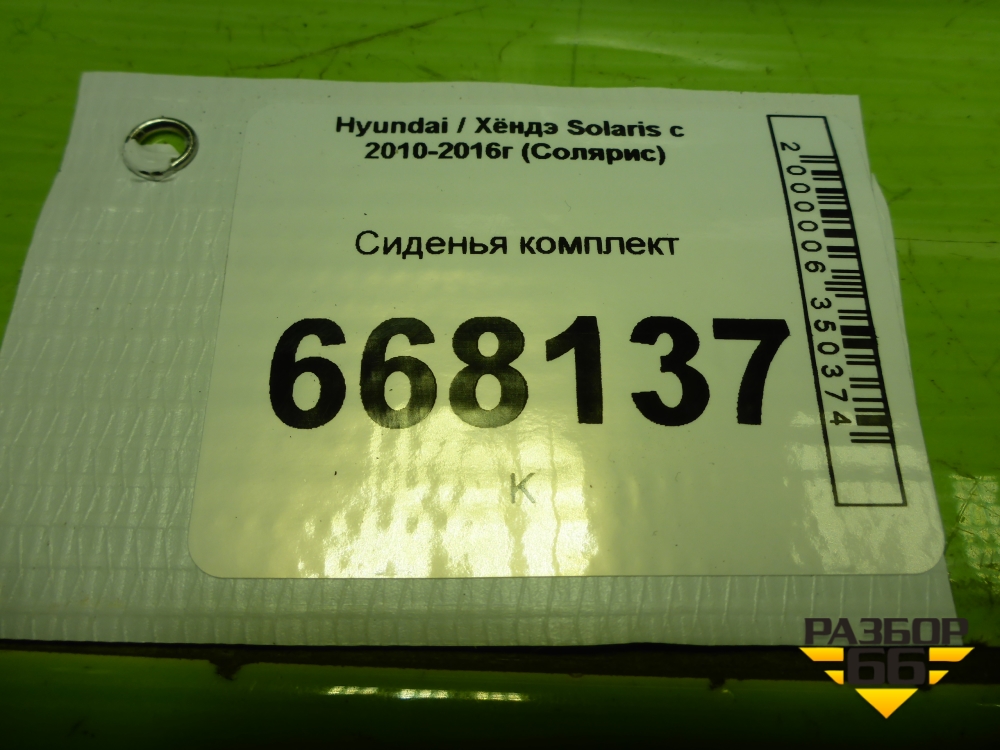 Hyundai / Хёндэ Solaris с
2010-2016г (Солярис)
Сиденья комплект
668137
К
2000006350374
РАЗБОР
66